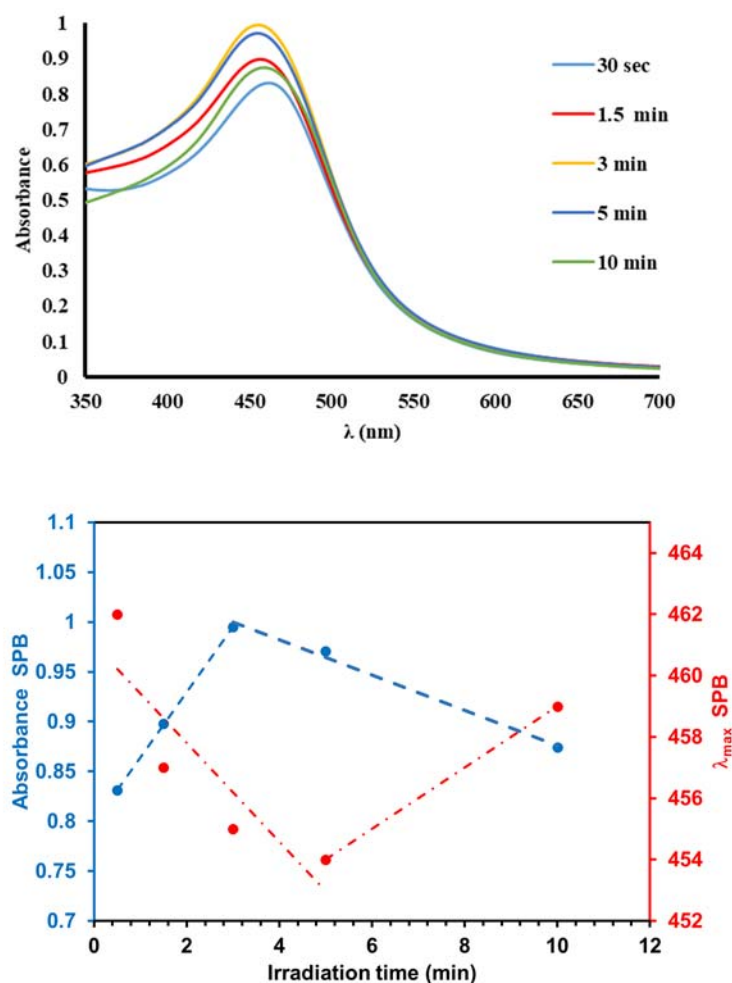 1
0.9
0.8
0.7
0.6
0.5
0.4
0.3
0.2
0.1
0
Absorbance
350 400 450 500 550 600 650 700
λ (nm)
30 sec
1.5 min
3 min
5 min
10 min
1.1
1.05
1
0.95
0.9
0.85
0.8
0.75
0.7
Absorbance SPB
464
462
460
458
456
454
452
λmax SPB
0 2 4 6 8 10 12
Irradiation time (min)